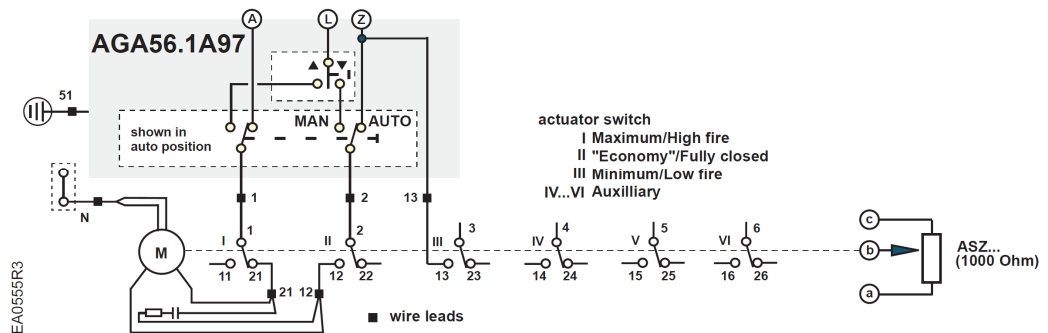 A L Z
AGA56.1A97
▲ ▼
51
MAN AUTO
shown in
auto position
actuator switch
I Maximum/High fire
II "Economy"/Fully closed
III Minimum/Low fire
IV...VI Auxilliary
1 2 13
N
M
I 1
11 21
II 2
12 22
III 3
13 23
IV 4
14 24
V 5
15 25
VI 6
16 26
c
b
a
ASZ...
(1000 Ohm)
21 12
wire leads
EA0555R3